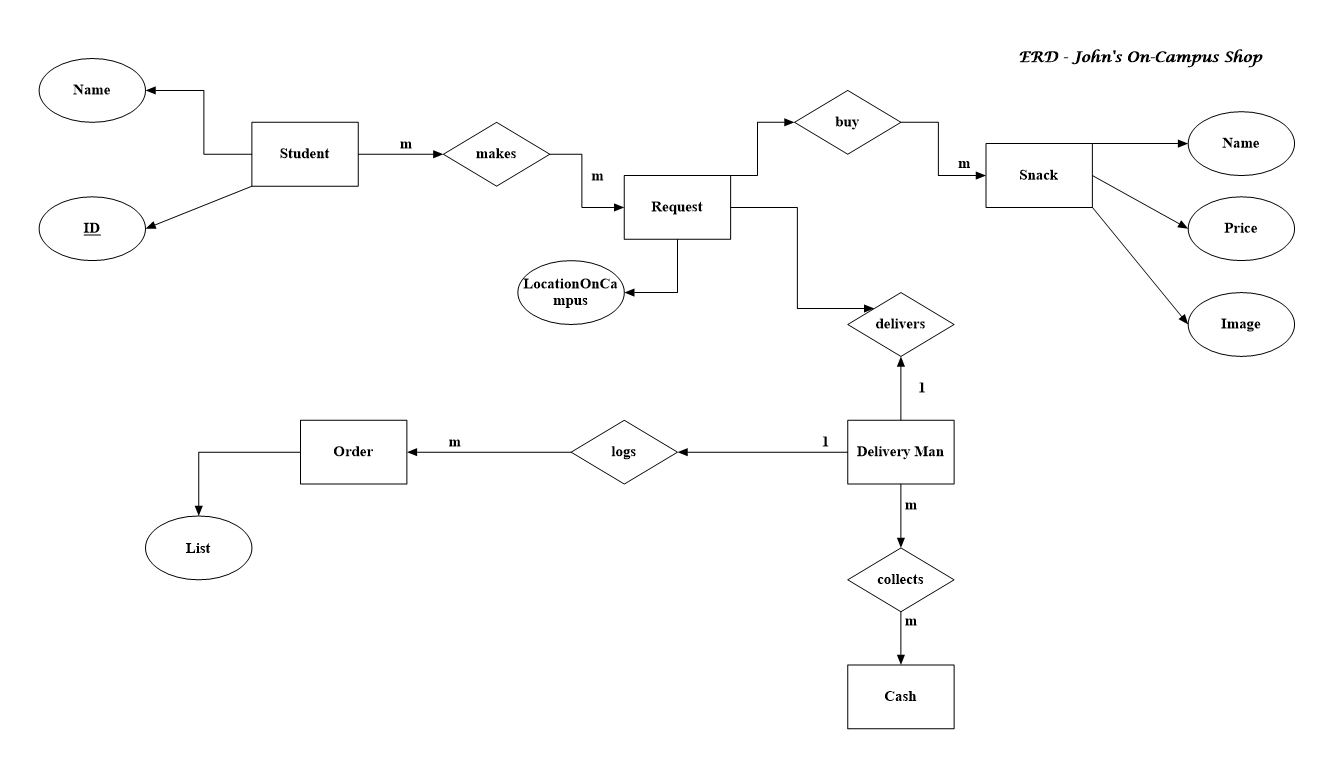 ERD - John's On-Campus Shop
Name
Student
m
makes
m
ID
Request
LocationOnCa
mpus
buy
m
Snack
Name
Price
Image
delivers
1
Delivery Man
1
logs
m
Order
List
m
collects
m
Cash